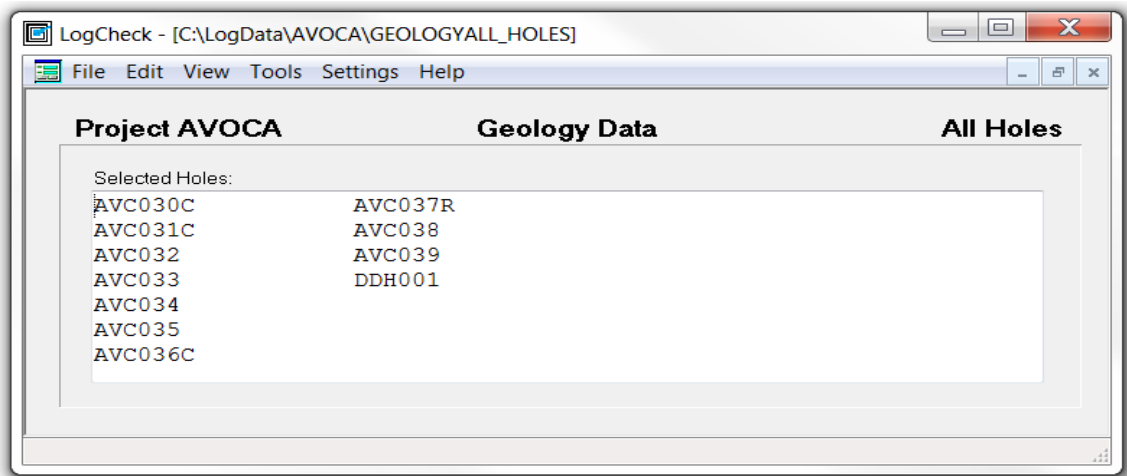 LogCheck - [C:\LogData\AVOCA\GEOLOGYALL_HOLES]
File Edit View Tools Settings Help
Project AVOCA Geology Data All Holes
Selected Holes:
AVC030C AVC037R
AVC031C AVC038
AVC032 AVC039
AVC033 DDH001
AVC034
AVC035
AVC036C